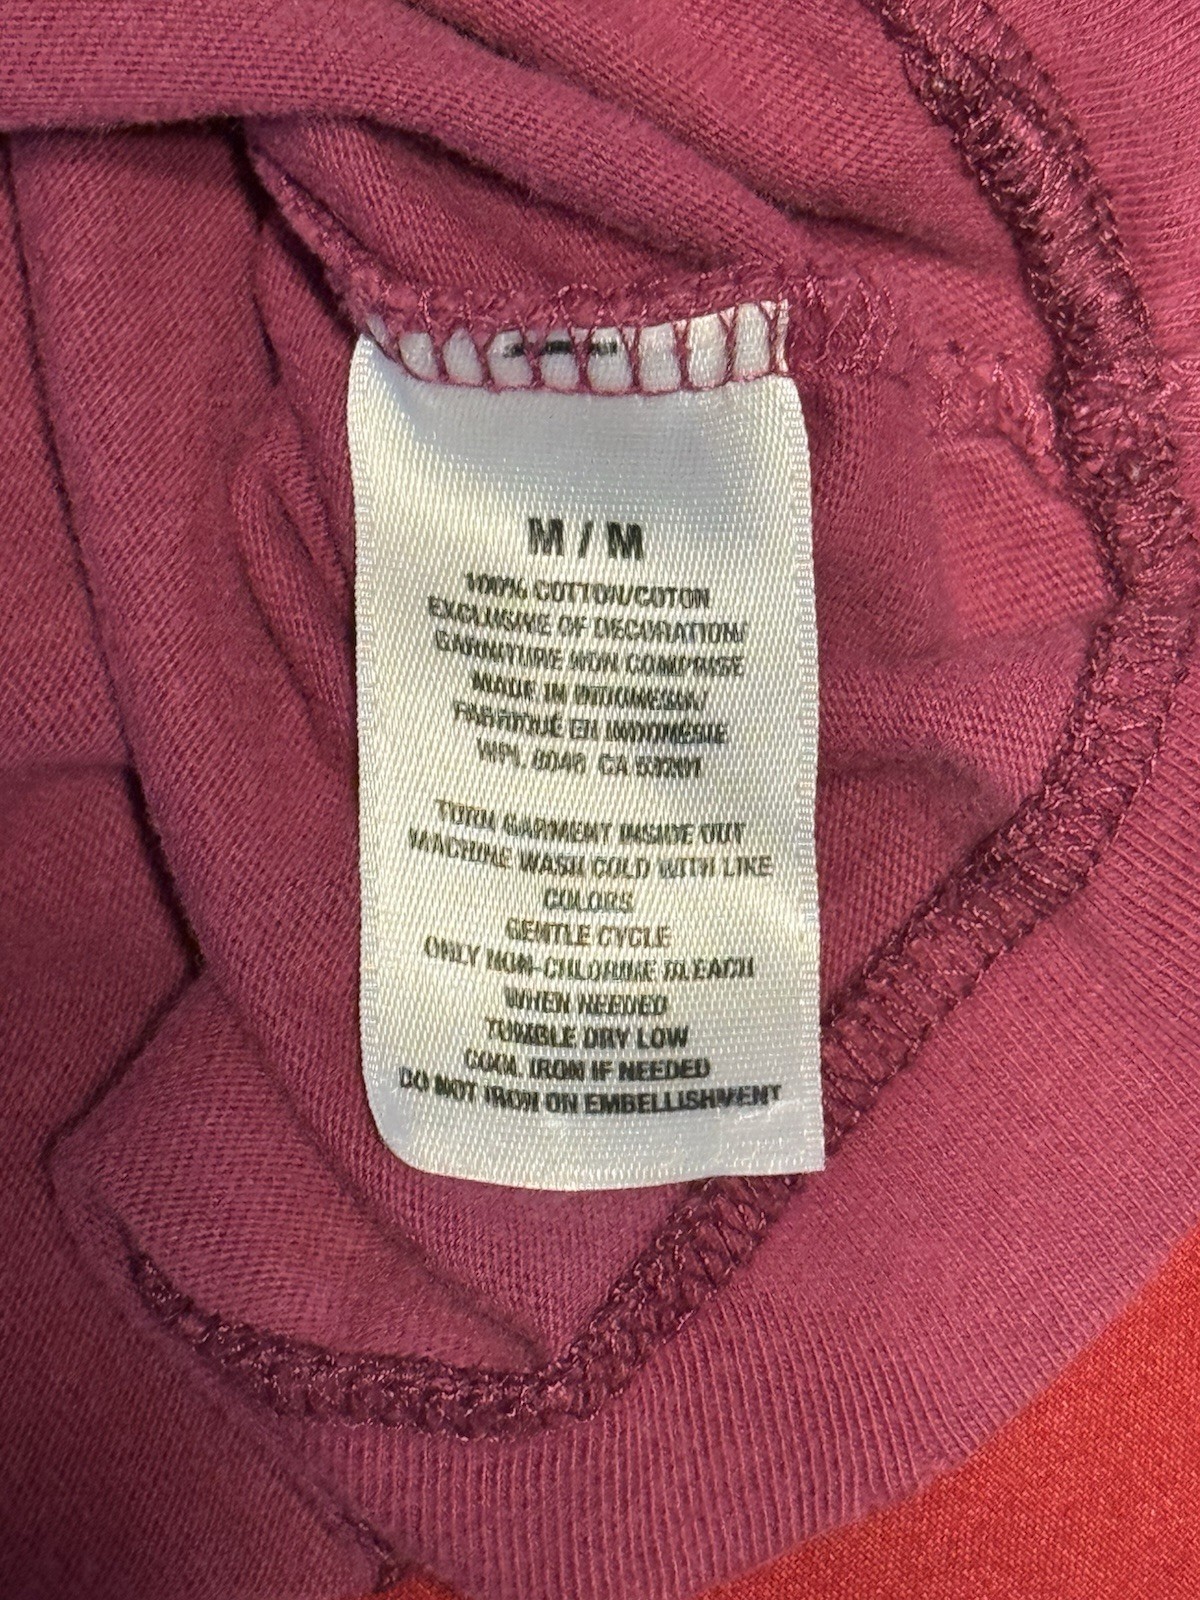 M / M
100% COTTON/COTON
EXCLUSIVE OF DECORATION/
GARNITURE NON COMPRISE
MADE IN INDONESIA/
FABRIQUÉ EN INDONÉSIE
WPL 8046 CA 53201
TURN GARMENT INSIDE OUT
MACHINE WASH COLD WITH LIKE
COLORS
GENTLE CYCLE
ONLY NON-CHLORINE BLEACH
WHEN NEEDED
TUMBLE DRY LOW
COOL IRON IF NEEDED
DO NOT IRON ON EMBELLISHMENT